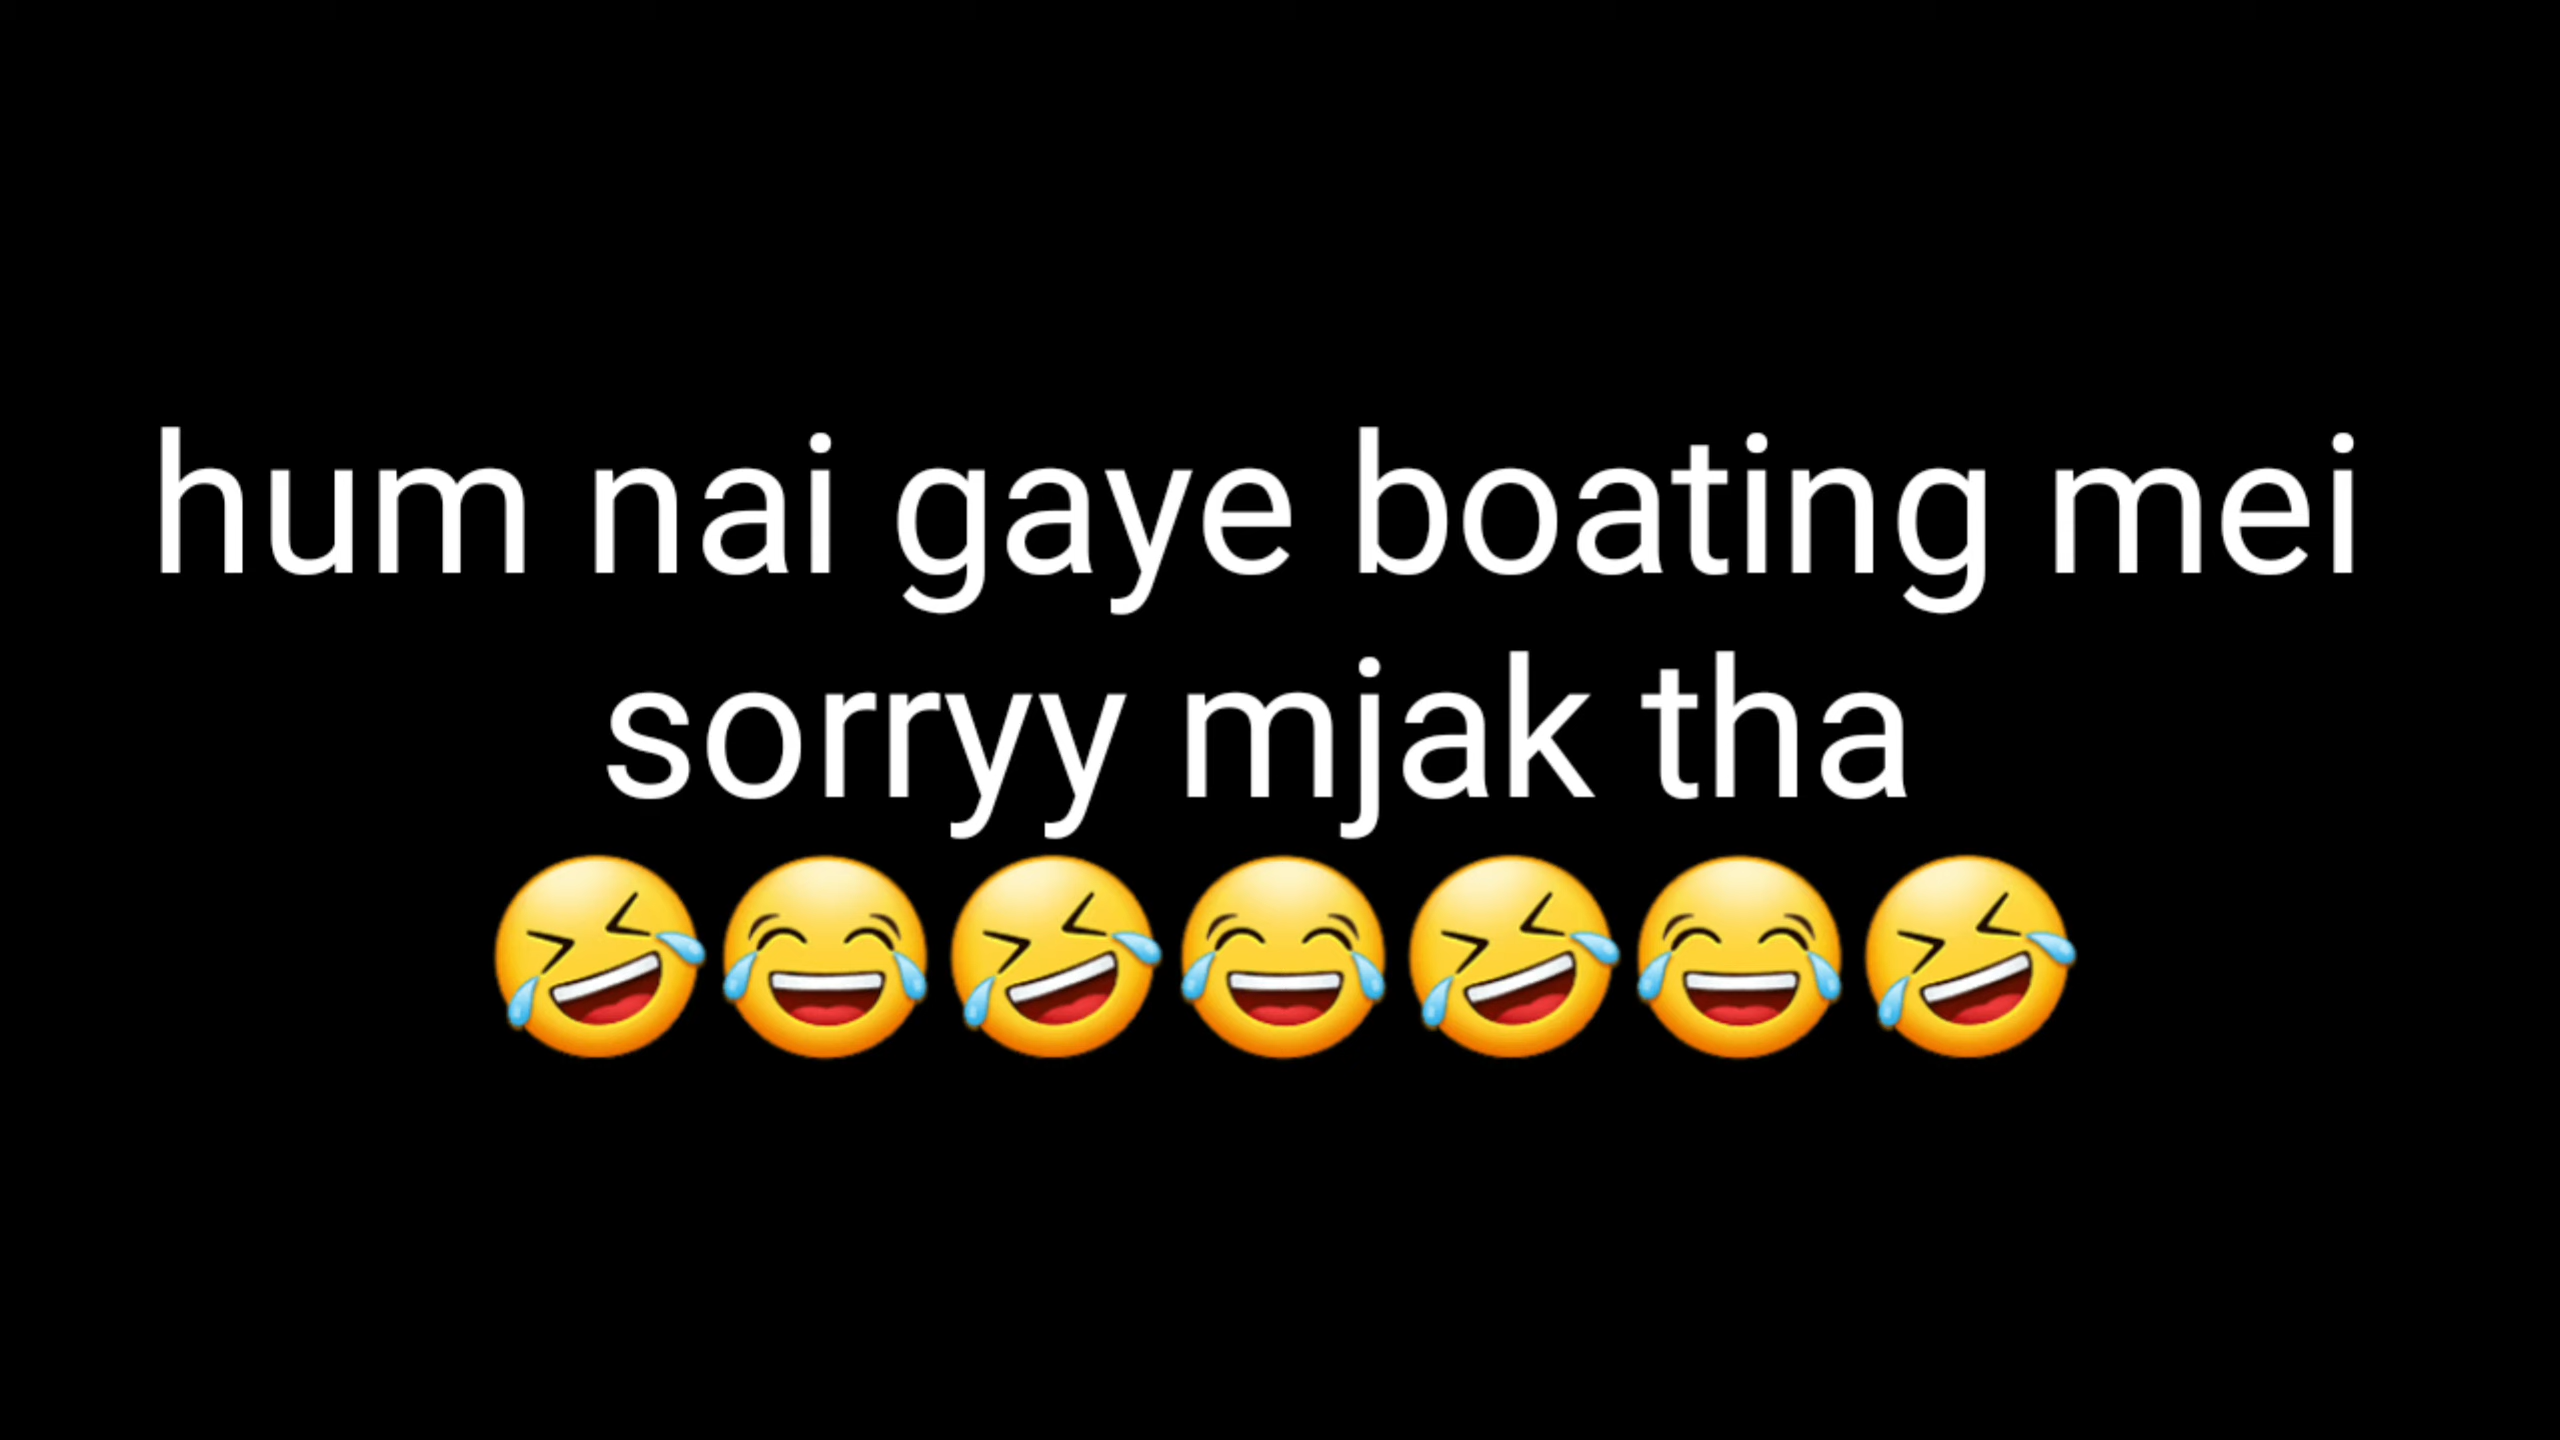 hum nai gaye boating mei
sorryy mjak tha
🤣😂🤣😂🤣😂🤣